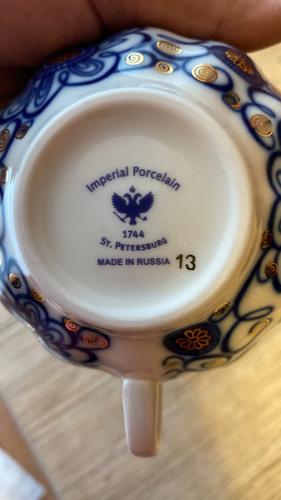 Imperial Porcelain
1744
ST. PETERSBURG
MADE IN RUSSIA 13